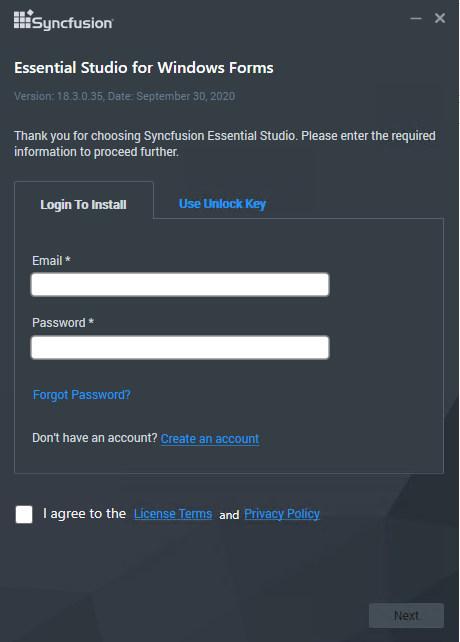 Syncfusion
Essential Studio for Windows Forms
Version: 18.3.0.35, Date: September 30, 2020
Thank you for choosing Syncfusion Essential Studio. Please enter the required
information to proceed further.
Login To Install Use Unlock Key
Email *
Password *
Forgot Password?
Don't have an account? Create an account
I agree to the License Terms and Privacy Policy
Next